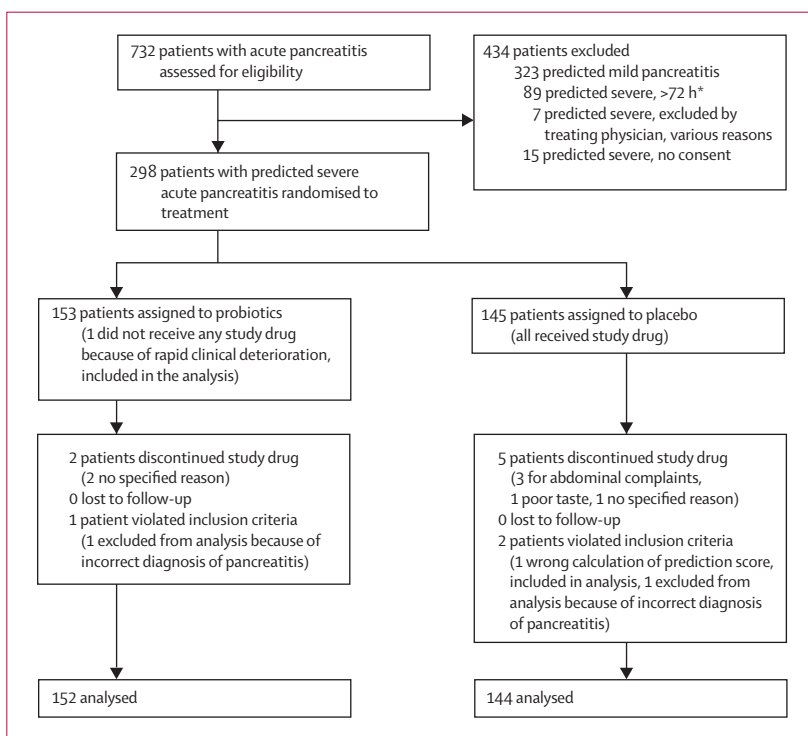 732 patients with acute pancreatitis
assessed for eligibility
434 patients excluded
323 predicted mild pancreatitis
89 predicted severe, >72 h*
7 predicted severe, excluded by
treating physician, various reasons
15 predicted severe, no consent
298 patients with predicted severe
acute pancreatitis randomised to
treatment
153 patients assigned to probiotics
(1 did not receive any study drug
because of rapid clinical deterioration,
included in the analysis)
145 patients assigned to placebo
(all received study drug)
2 patients discontinued study drug
(2 no specified reason)
0 lost to follow-up
1 patient violated inclusion criteria
(1 excluded from analysis because of
incorrect diagnosis of pancreatitis)
5 patients discontinued study drug
(3 for abdominal complaints,
1 poor taste, 1 no specified reason)
0 lost to follow-up
2 patients violated inclusion criteria
(1 wrong calculation of prediction score,
included in analysis, 1 excluded from
analysis because of incorrect diagnosis
of pancreatitis)
152 analysed
144 analysed